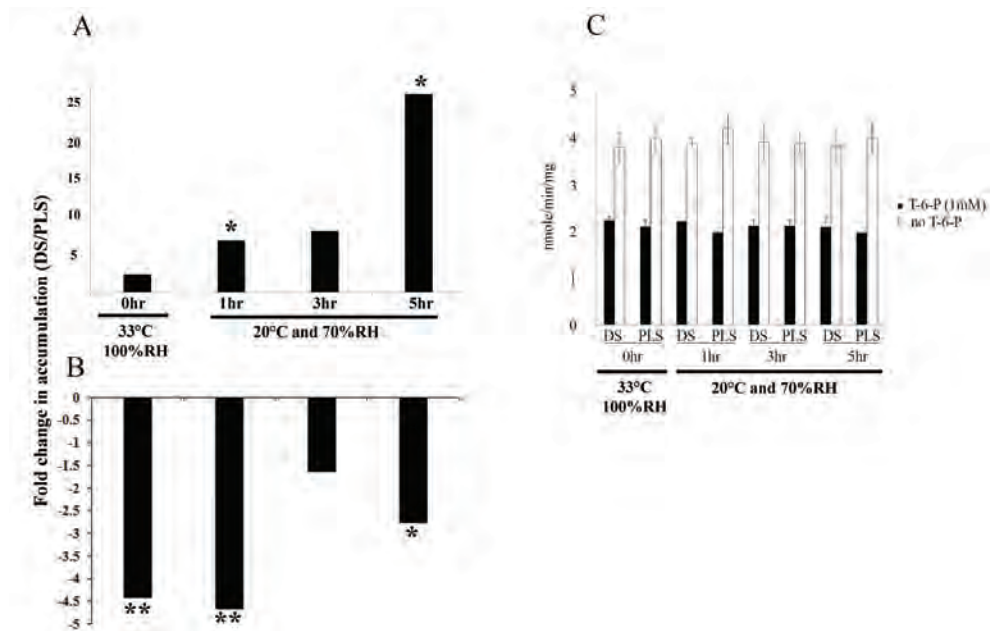 A
Fold change in accumulation (DS/PLS)
25
20
25
10
5
*
*
0hr
1hr
3hr
5hr
33°C
100%RH
20°C and 70%RH
B
0
-.5
-1
-1.5
-2
-2.5
-3
-3.5
-4
-4.5
-5
**
**
*
C
nmole/min/mg
5
4
3
2
1
0
T-6-P (1mM)
no T-6-P
DS PLS DS PLS DS PLS DS PLS
0hr 1hr 3hr 5hr
33°C
100%RH
20°C and 70%RH